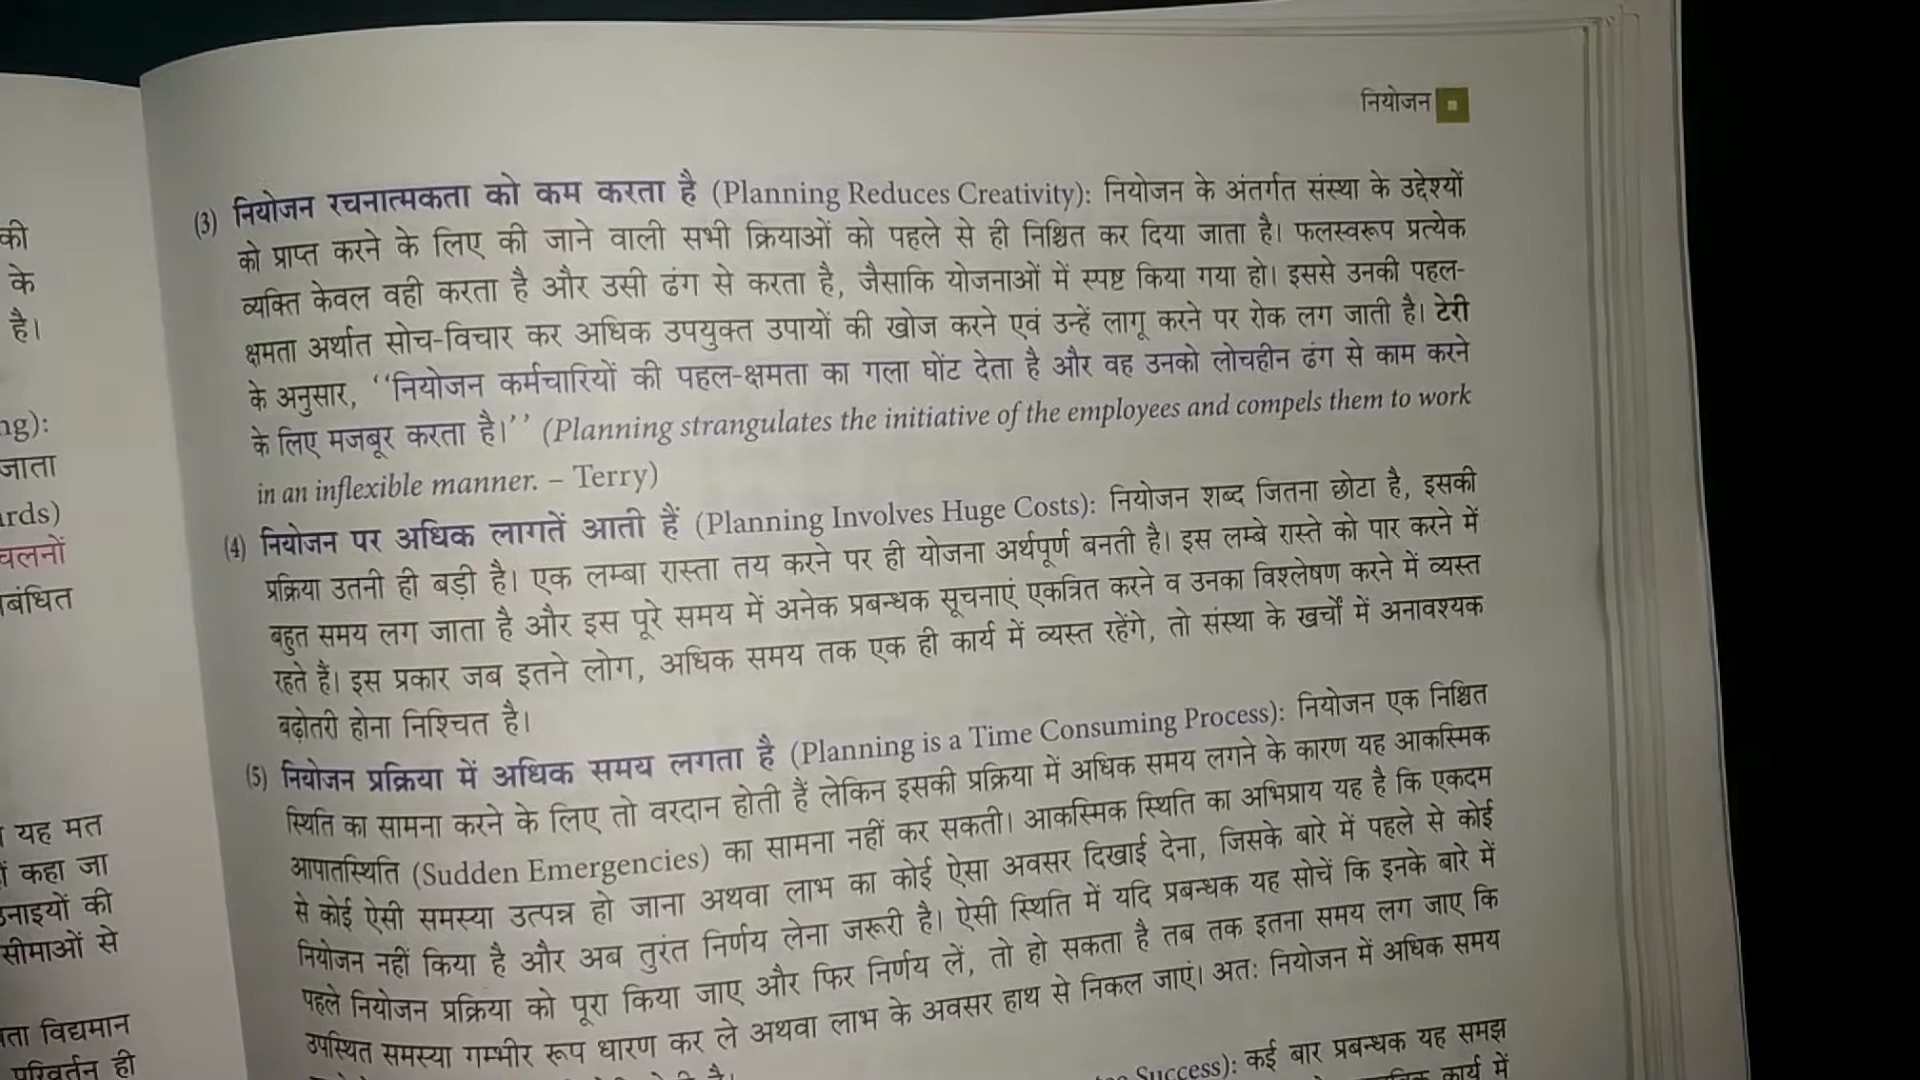 की
के
है।
ng):
जाता
rds)
चलनों
बंधित
यह मत
कहा जा
सीमाओं से
विद्यमान
परिवर्तन ही
नियोजन
(3) नियोजन रचनात्मकता को कम करता है (Planning Reduces Creativity): नियोजन के अंतर्गत संस्था के उद्देश्यों
को प्राप्त करने के लिए की जाने वाली सभी क्रियाओं को पहले से ही निश्चित कर दिया जाता है। फलस्वरूप प्रत्येक
व्यक्ति केवल वही करता है और उसी ढंग से करता है, जैसाकि योजनाओं में स्पष्ट किया गया हो। इससे उनकी पहल-
क्षमता अर्थात सोच-विचार कर अधिक उपयुक्त उपायों की खोज करने एवं उन्हें लागू करने पर रोक लग जाती है। टेरी
के अनुसार, ‘‘नियोजन कर्मचारियों की पहल-क्षमता का गला घोंट देता है और वह उनको लोचहीन ढंग से काम करने
के लिए मजबूर करता है।’’ (Planning strangulates the initiative of the employees and compels them to work
in an inflexible manner. – Terry)
(4) नियोजन पर अधिक लागतें आती हैं (Planning Involves Huge Costs): नियोजन शब्द जितना छोटा है, इसकी
प्रक्रिया उतनी ही बड़ी है। एक लम्बा रास्ता तय करने पर ही योजना अर्थपूर्ण बनती है। इस लम्बे रास्ते को पार करने में
बहुत समय लग जाता है और इस पूरे समय में अनेक प्रबन्धक सूचनाएं एकत्रित करने व उनका विश्लेषण करने में व्यस्त
रहते हैं। इस प्रकार जब इतने लोग, अधिक समय तक एक ही कार्य में व्यस्त रहेंगे, तो संस्था के खर्चों में अनावश्यक
बढ़ोतरी होना निश्चित है।
(5) नियोजन प्रक्रिया में अधिक समय लगता है (Planning is a Time Consuming Process): नियोजन एक निश्चित
स्थिति का सामना करने के लिए तो वरदान होती हैं लेकिन इसकी प्रक्रिया में अधिक समय लगने के कारण यह आकस्मिक
आपातस्थिति (Sudden Emergencies) का सामना नहीं कर सकती। आकस्मिक स्थिति का अभिप्राय यह है कि एकदम
से कोई ऐसी समस्या उत्पन्न हो जाना अथवा लाभ का कोई ऐसा अवसर दिखाई देना, जिसके बारे में पहले से कोई
नियोजन नहीं किया है और अब तुरंत निर्णय लेना जरूरी है। ऐसी स्थिति में यदि प्रबन्धक यह सोचें कि इनके बारे में
पहले नियोजन प्रक्रिया को पूरा किया जाए और फिर निर्णय लें, तो हो सकता है तब तक इतना समय लग जाए कि
उपस्थित समस्या गम्भीर रूप धारण कर ले अथवा लाभ के अवसर हाथ से निकल जाएं। अतः नियोजन में अधिक समय
Success): कई बार प्रबन्धक यह समझ
कार्य में